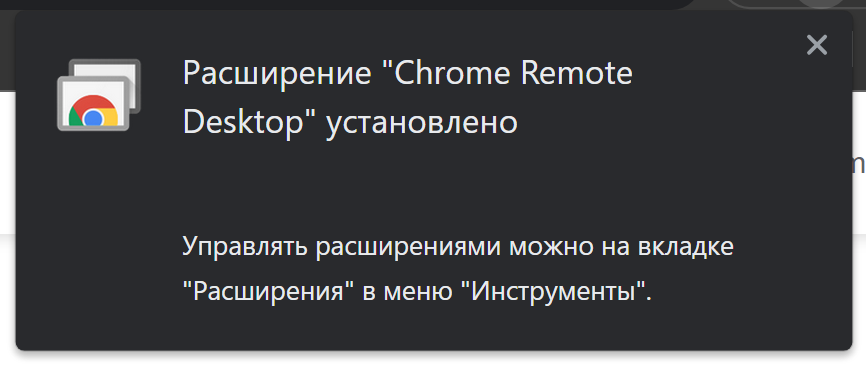 Расширение "Chrome Remote
Desktop" установлено
Управлять расширениями можно на вкладке
"Расширения" в меню "Инструменты".